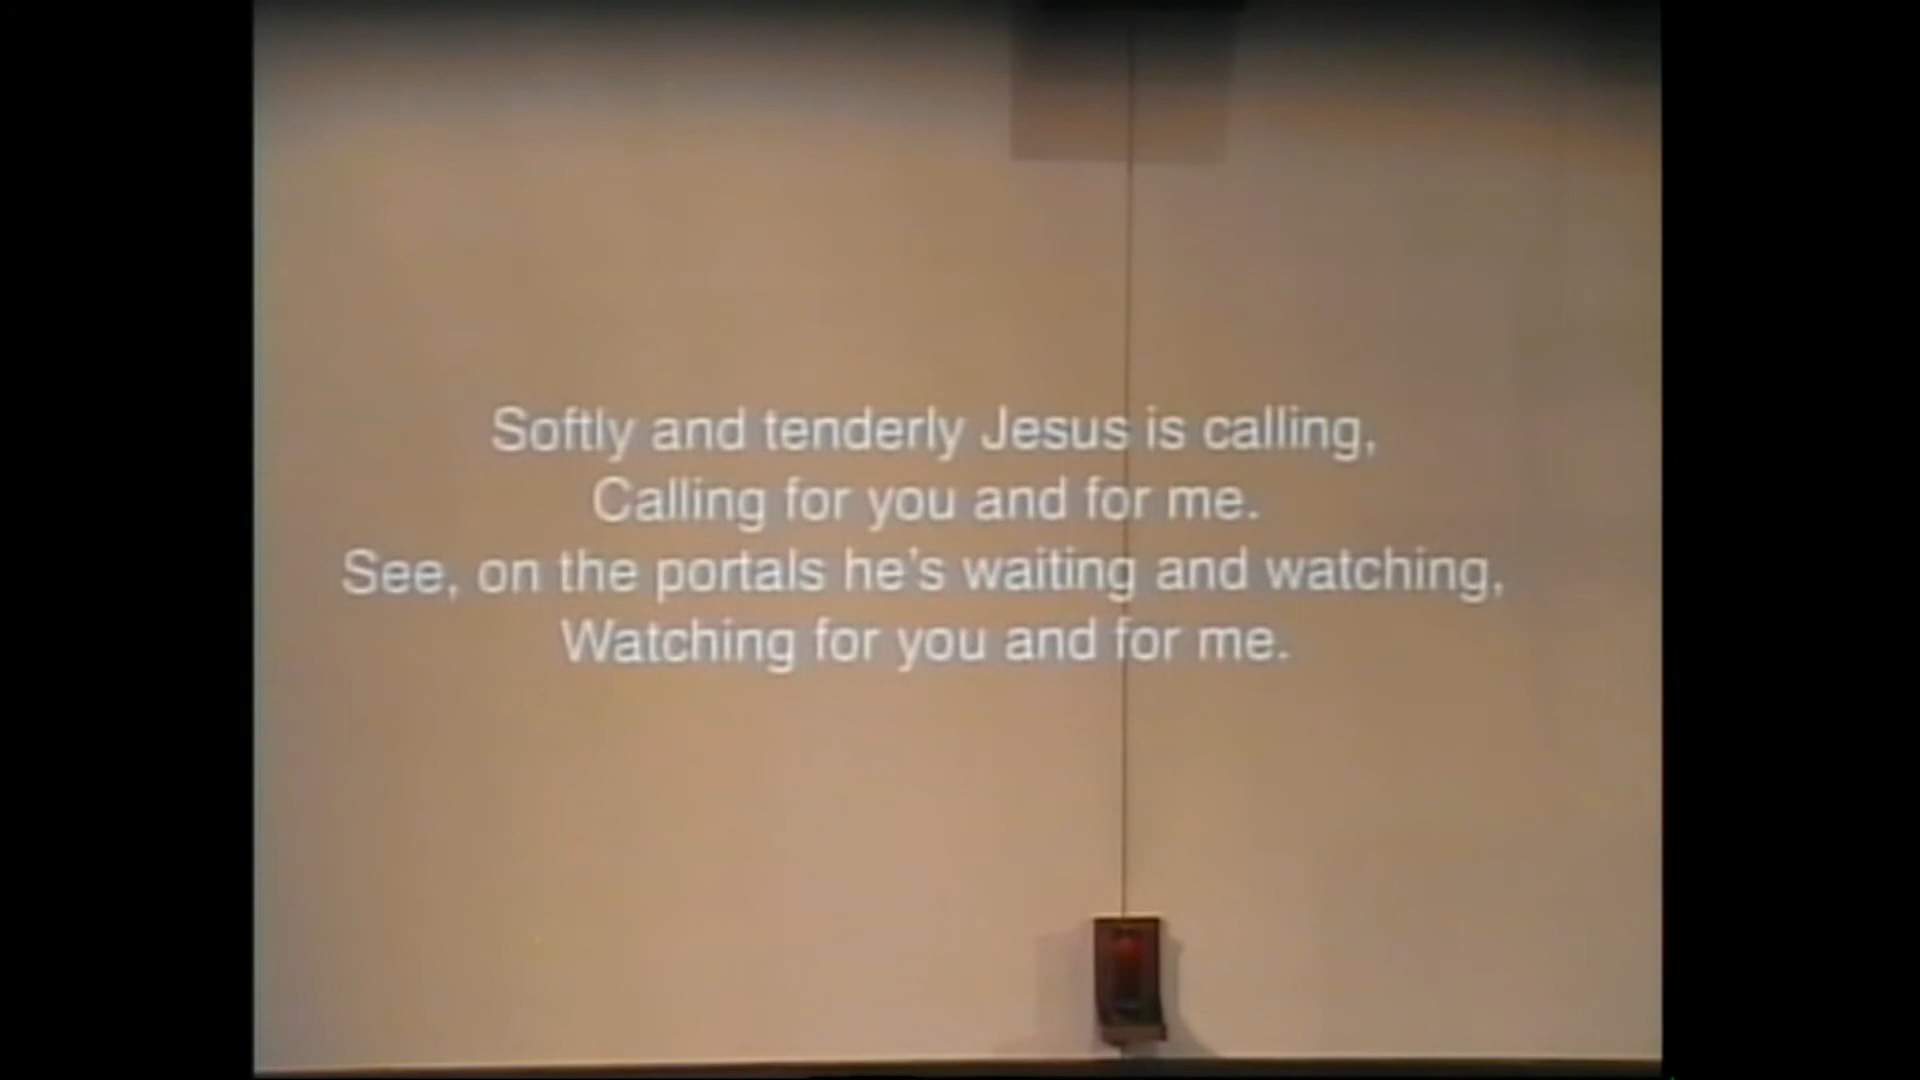 Softly and tenderly Jesus is calling,
Calling for you and for me.
See, on the portals he's waiting and watching,
Watching for you and for me.